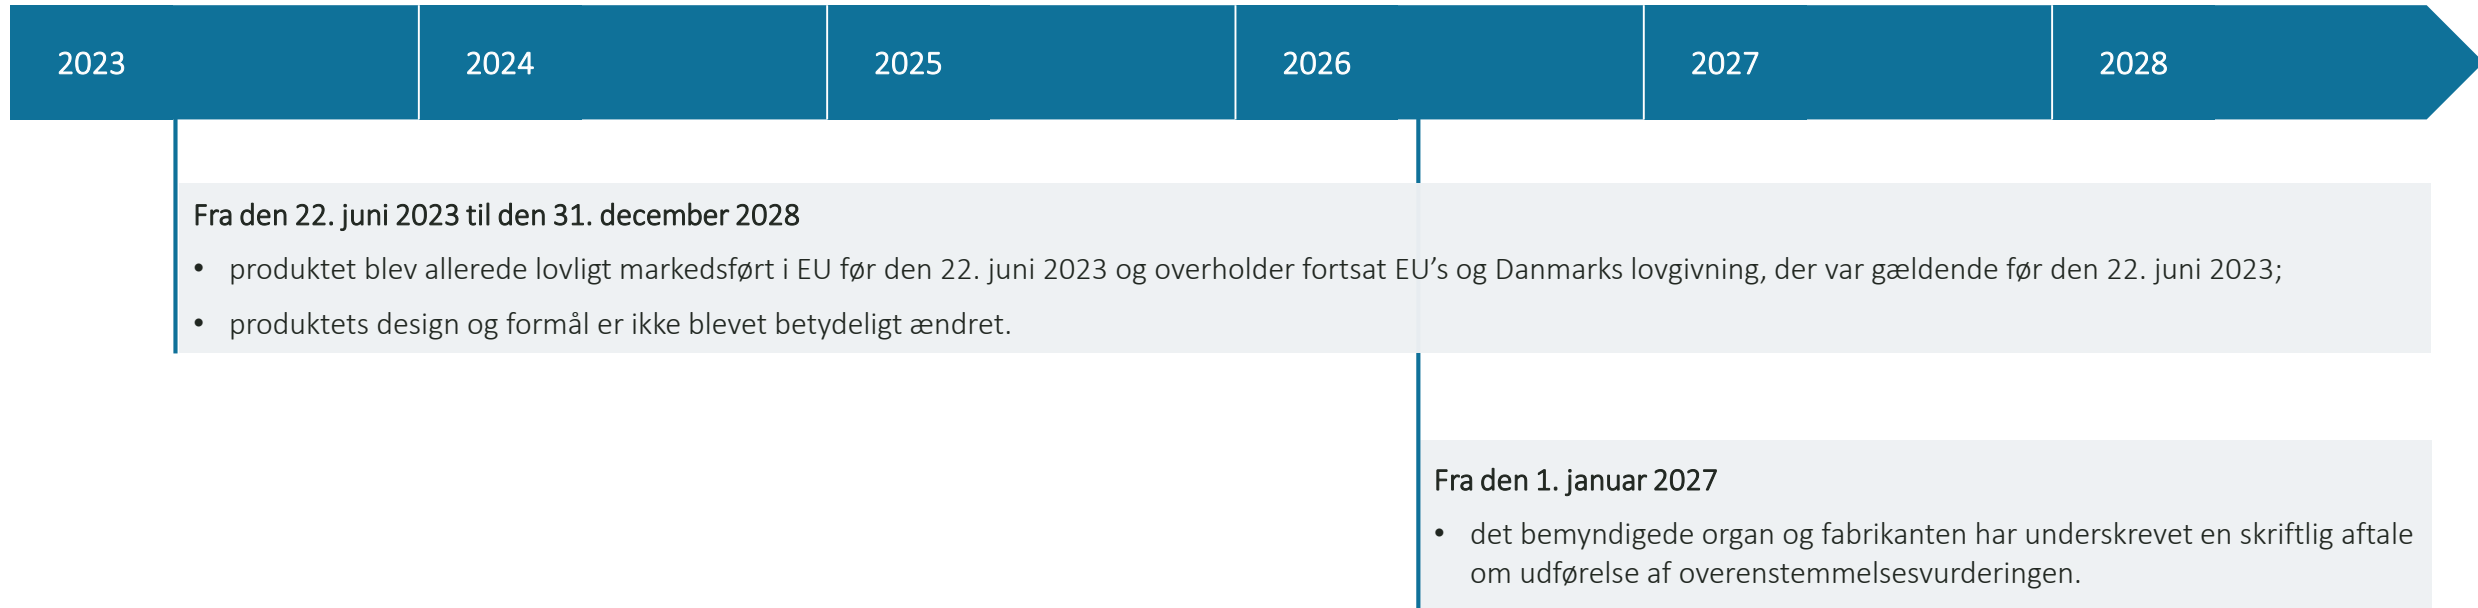 2023
2024
2025
2026
2027
2028
Fra den 22. juni 2023 til den 31. december 2028
• produktet blev allerede lovligt markedsført i EU før den 22. juni 2023 og overholder fortsat EU’s og Danmarks lovgivning, der var gældende før den 22. juni 2023;
• produktets design og formål er ikke blevet betydeligt ændret.
Fra den 1. januar 2027
• det bemyndigede organ og fabrikanten har underskrevet en skriftlig aftale
om udførelse af overenstemmelsesvurderingen.